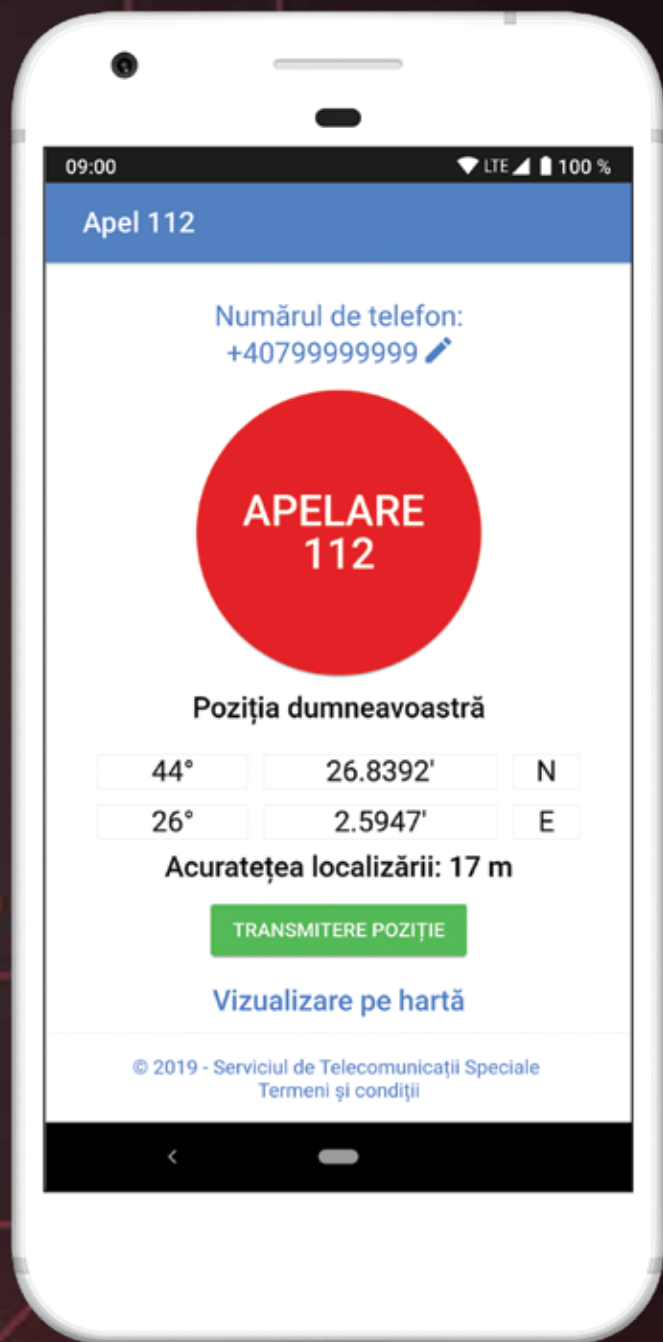 09:00 LTE 100 %
Apel 112
Numărul de telefon:
+40799999999
APELARE
112
Poziția dumneavoastră
44° 26.8392' N
26° 2.5947' E
Acuratețea localizării: 17 m
TRANSMITERE POZIȚIE
Vizualizare pe hartă
© 2019 - Serviciul de Telecomunicații Speciale
Termeni și condiții